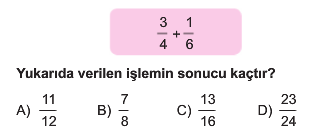 3/4 + 1/6
Yukarıda verilen işlemin sonucu kaçtır?
A) 11/12 B) 7/8 C) 13/16 D) 23/24